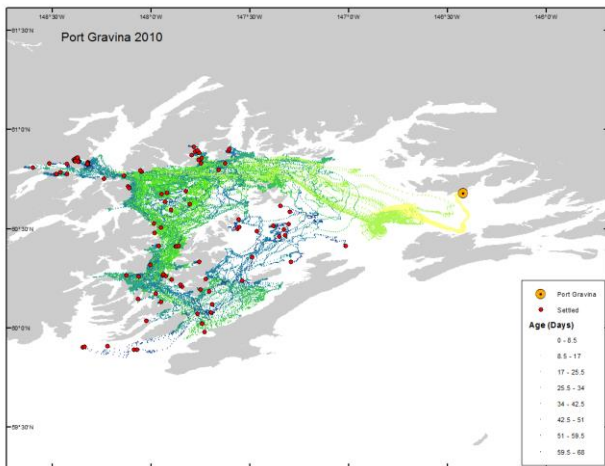 148°30'W 148°0'W 147°30'W 147°0'W 146°30'W 146°0'W
Port Gravina 2010
61°30'N
61°0'N
60°30'N
60°0'N
59°30'N
Port Gravina
Settled
Age (Days)
0 - 8.5
8.5 - 17
17 - 25.5
25.5 - 34
34 - 42.5
42.5 - 51
51 - 59.5
59.5 - 68